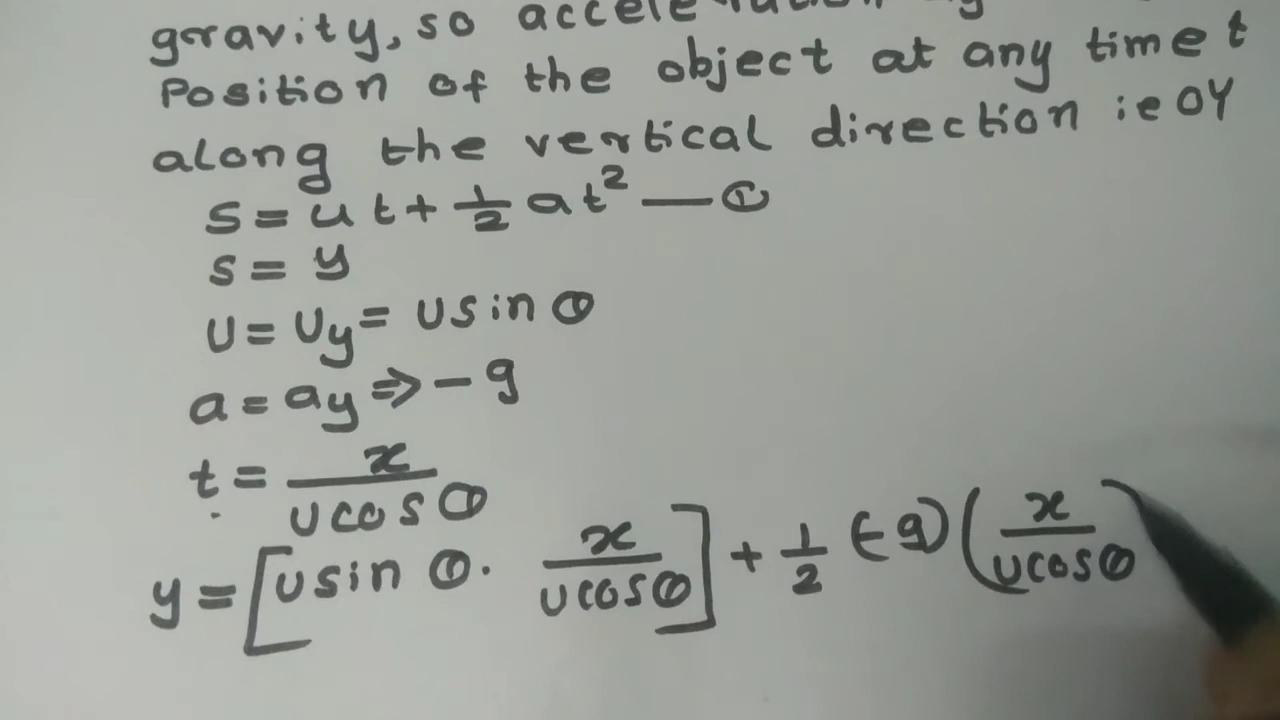 gravity, so
Position of the object at any time t
along the vertical direction ie OY
S = ut + 1/2 at² — ①
S = y
U = Uy = U sin θ
a = ay ⇒ - g
t = x / U cos θ
y = [U sin θ . x / U cos θ] + 1/2 (-g) (x / U cos θ)